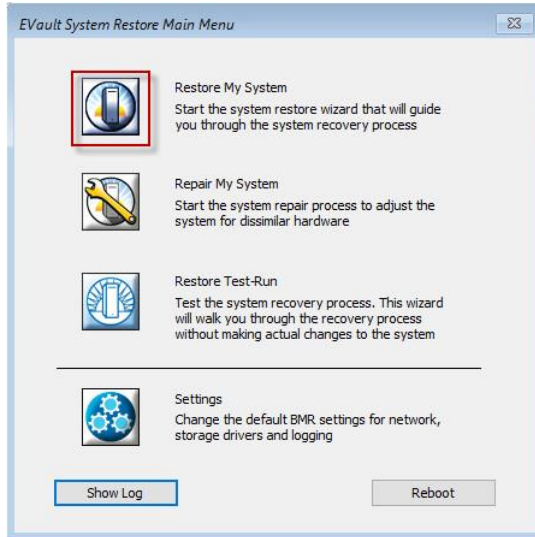 EVault System Restore Main Menu
Restore My System
Start the system restore wizard that will guide
you through the system recovery process
Repair My System
Start the system repair process to adjust the
system for dissimilar hardware
Restore Test-Run
Test the system recovery process. This wizard
will walk you through the recovery process
without making actual changes to the system
Settings
Change the default BMR settings for network,
storage drivers and logging
Show Log
Reboot